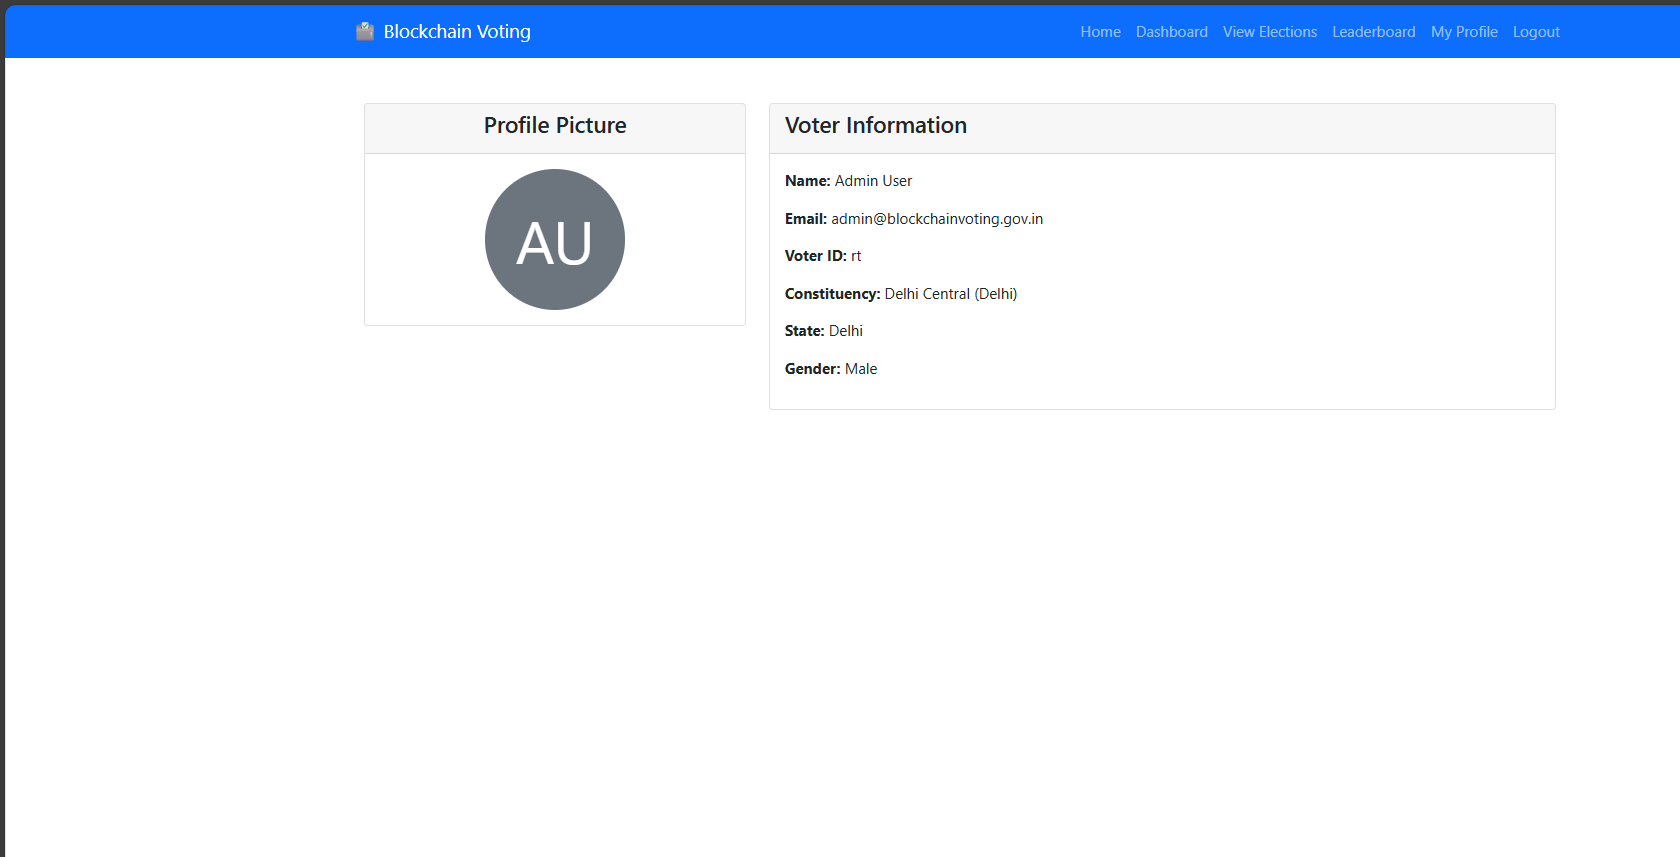 Blockchain Voting
Home Dashboard View Elections Leaderboard My Profile Logout
Profile Picture
AU
Voter Information
Name: Admin User
Email: admin@blockchainvoting.gov.in
Voter ID: rt
Constituency: Delhi Central (Delhi)
State: Delhi
Gender: Male